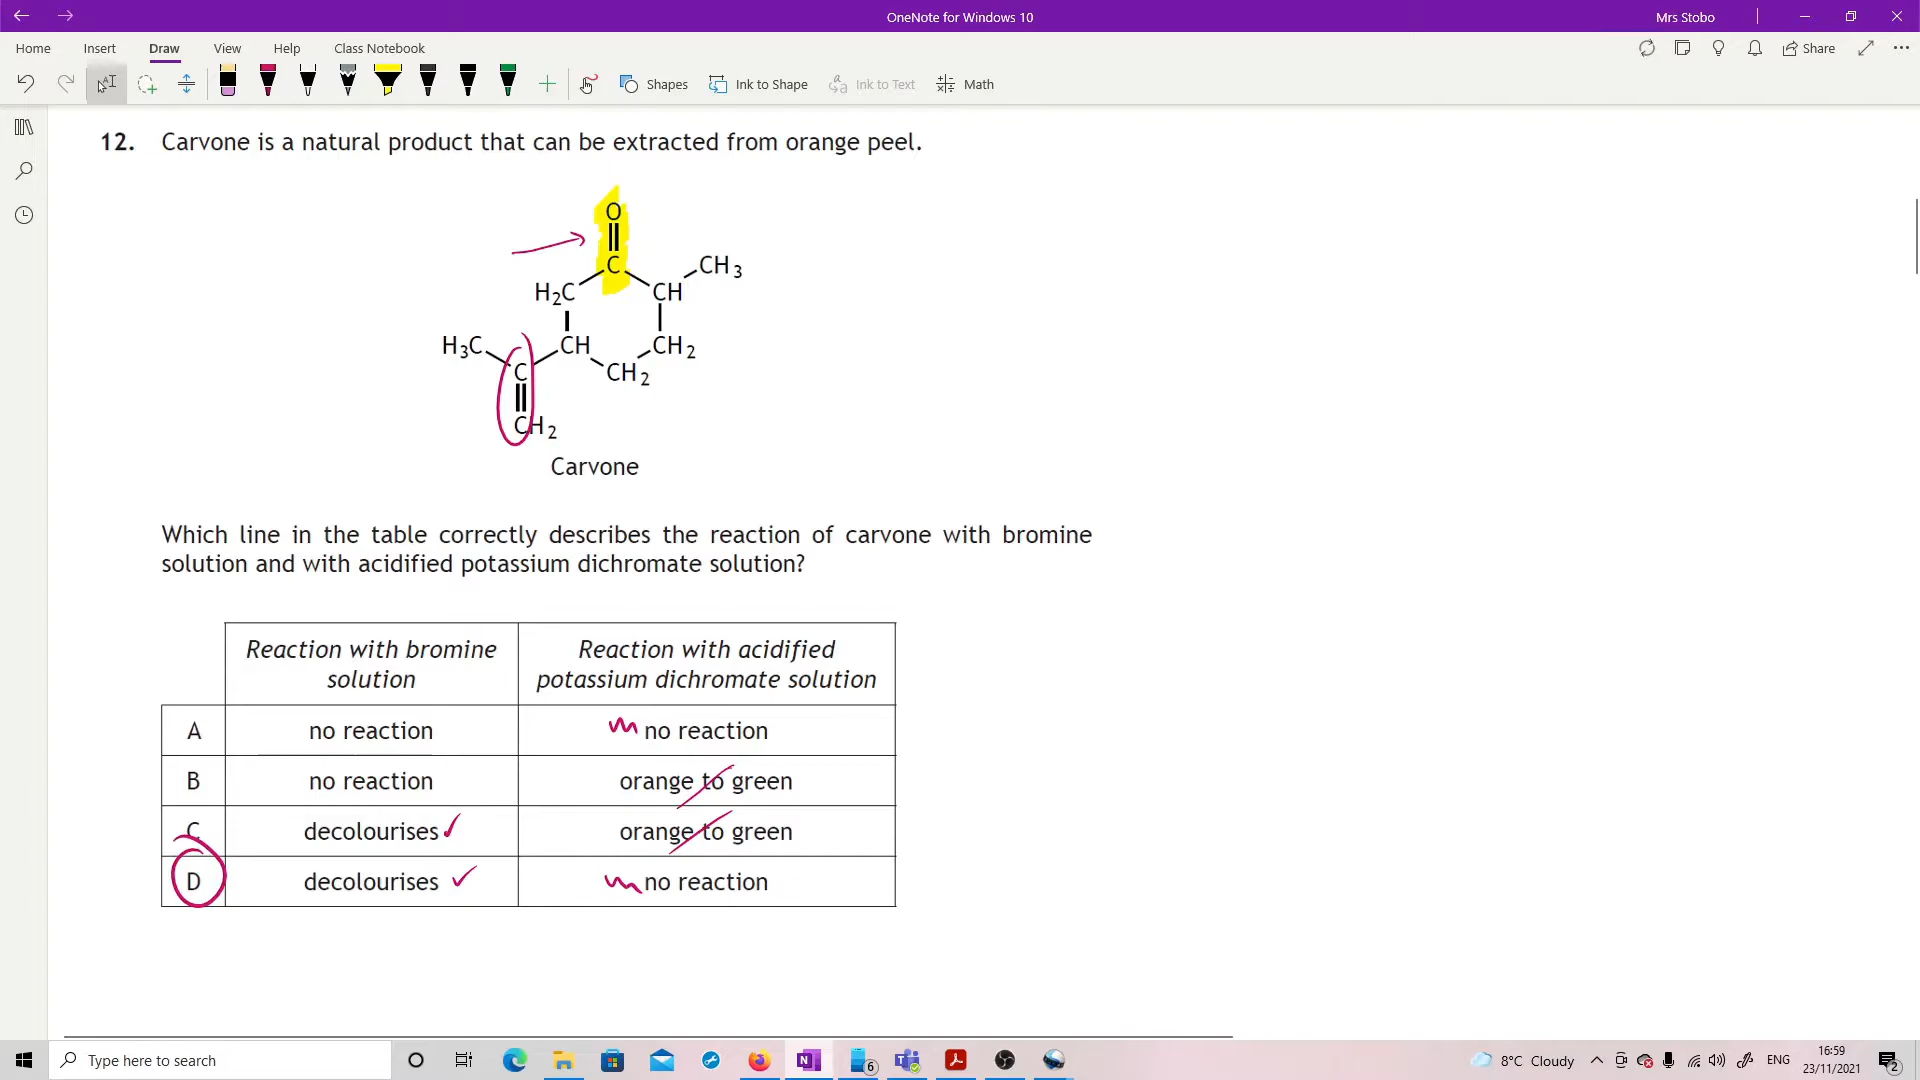 OneNote for Windows 10
Mrs Stobo
Home Insert Draw View Help Class Notebook
Share
Shapes Ink to Shape Ink to Text Math
12. Carvone is a natural product that can be extracted from orange peel.
O
C
CH3
H2C CH
H3C CH CH2
C CH2
CH2
Carvone
Which line in the table correctly describes the reaction of carvone with bromine
solution and with acidified potassium dichromate solution?
Reaction with bromine solution Reaction with acidified potassium dichromate solution
A no reaction no reaction
B no reaction orange to green
C decolourises orange to green
D decolourises no reaction
Type here to search
6
8°C Cloudy
ENG
16:59
23/11/2021
2